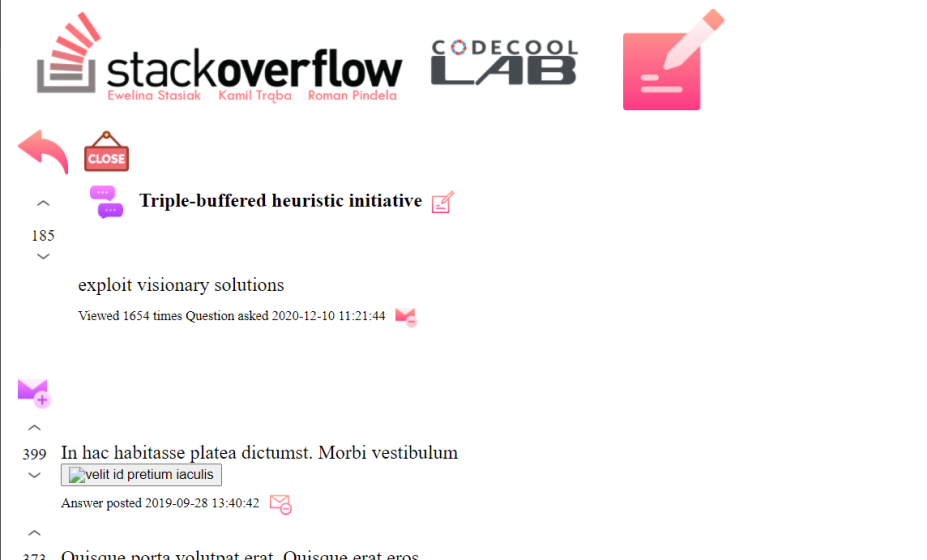 stackoverflow
Ewelina Stasiak Kamil Trąba Roman Pindela
CODECOOL
LAB
CLOSE
Triple-buffered heuristic initiative
185
exploit visionary solutions
Viewed 1654 times Question asked 2020-12-10 11:21:44
399 In hac habitasse platea dictumst. Morbi vestibulum
velit id pretium iaculis
Answer posted 2019-09-28 13:40:42
373 Quisque porta volutpat erat. Quisque erat eros